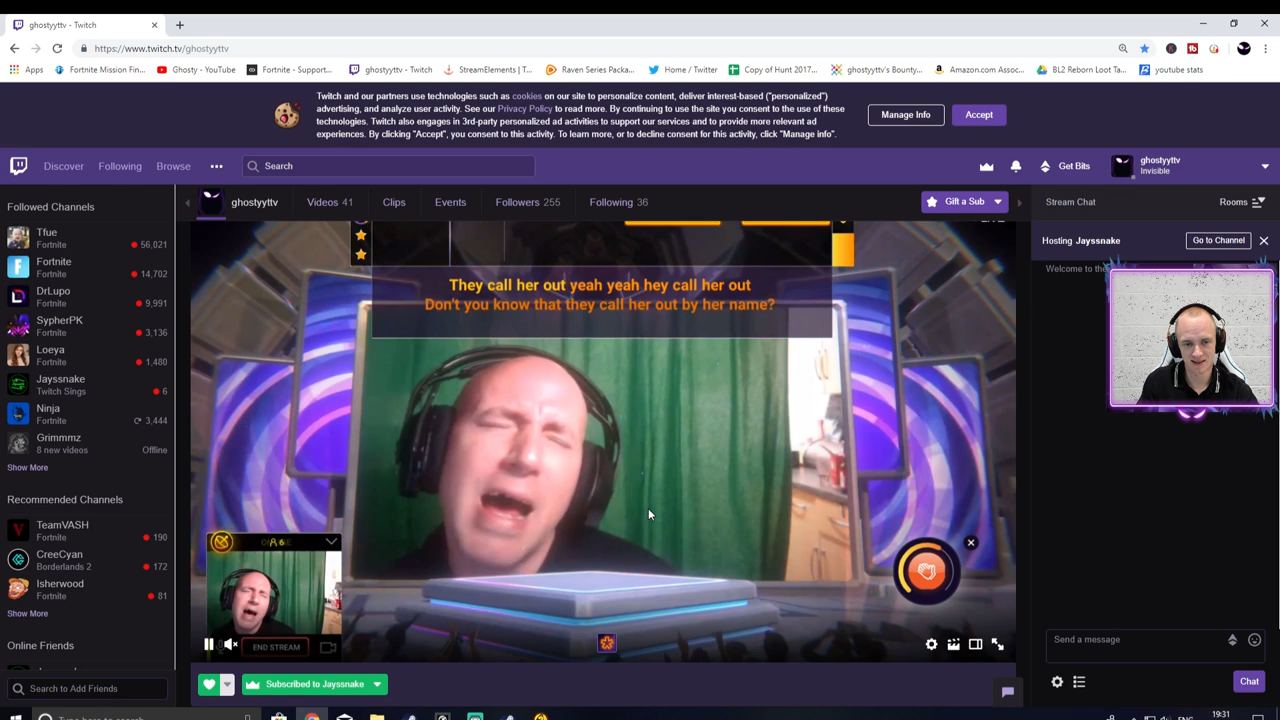 ghostyyttv - Twitch
https://www.twitch.tv/ghostyyttv
Apps
Fortnite Mission Fin...
Ghosty - YouTube
Fortnite - Support...
ghostyyttv - Twitch
StreamElements | T...
Raven Series Packa...
Home / Twitter
Copy of Hunt 2017...
ghostyyttv's Bounty...
Amazon.com Assoc...
BL2 Reborn Loot Ta...
youtube stats
Twitch and our partners use technologies such as cookies on our site to personalize content, deliver interest-based ("personalized")
advertising, and analyze user activity. See our Privacy Policy to read more. By continuing to use the site you consent to the use of these
technologies. Twitch also engages in 3rd-party personalized ad activities to support our services and to provide more relevant ad
experiences. By clicking "Accept", you consent to this activity. To learn more, or to decline consent for this activity, click "Manage info".
Manage Info
Accept
Discover
Following
Browse
Search
Get Bits
ghostyyttv
Invisible
Followed Channels
Tfue
Fortnite
56,021
Fortnite
Fortnite
14,702
DrLupo
Fortnite
9,991
SypherPK
Fortnite
3,136
Loeya
Fortnite
1,480
Jayssnake
Twitch Sings
6
Ninja
Fortnite
3,444
Grimmmz
8 new videos
Offline
Show More
Recommended Channels
TeamVASH
Fortnite
190
CreeCyan
Borderlands 2
172
Isherwood
Fortnite
81
Show More
Online Friends
Search to Add Friends
ghostyyttv
Videos 41
Clips
Events
Followers 255
Following 36
Gift a Sub
They call her out yeah yeah hey call her out
Don't you know that they call her out by her name?
END STREAM
Subscribed to Jayssnake
Stream Chat
Rooms
Hosting Jayssnake
Go to Channel
Welcome to the
Send a message
Chat
Type here to search
ENG
19:31